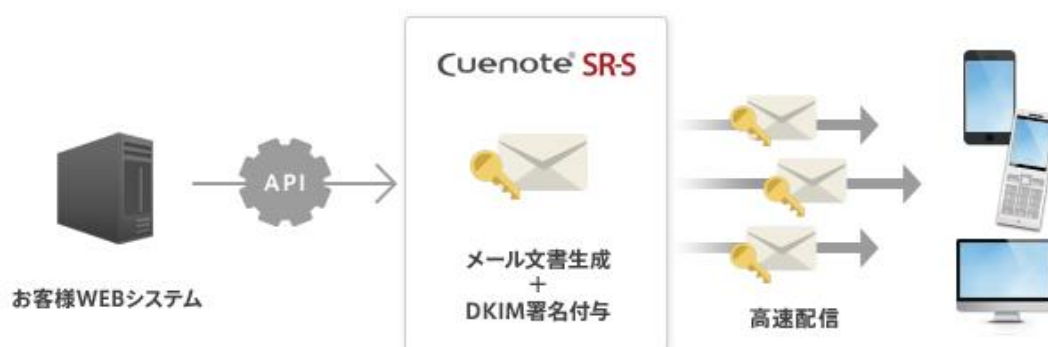 お客様WEBシステム
API
Cuenote® SR-S
メール文書生成
+
DKIM署名付与
高速配信